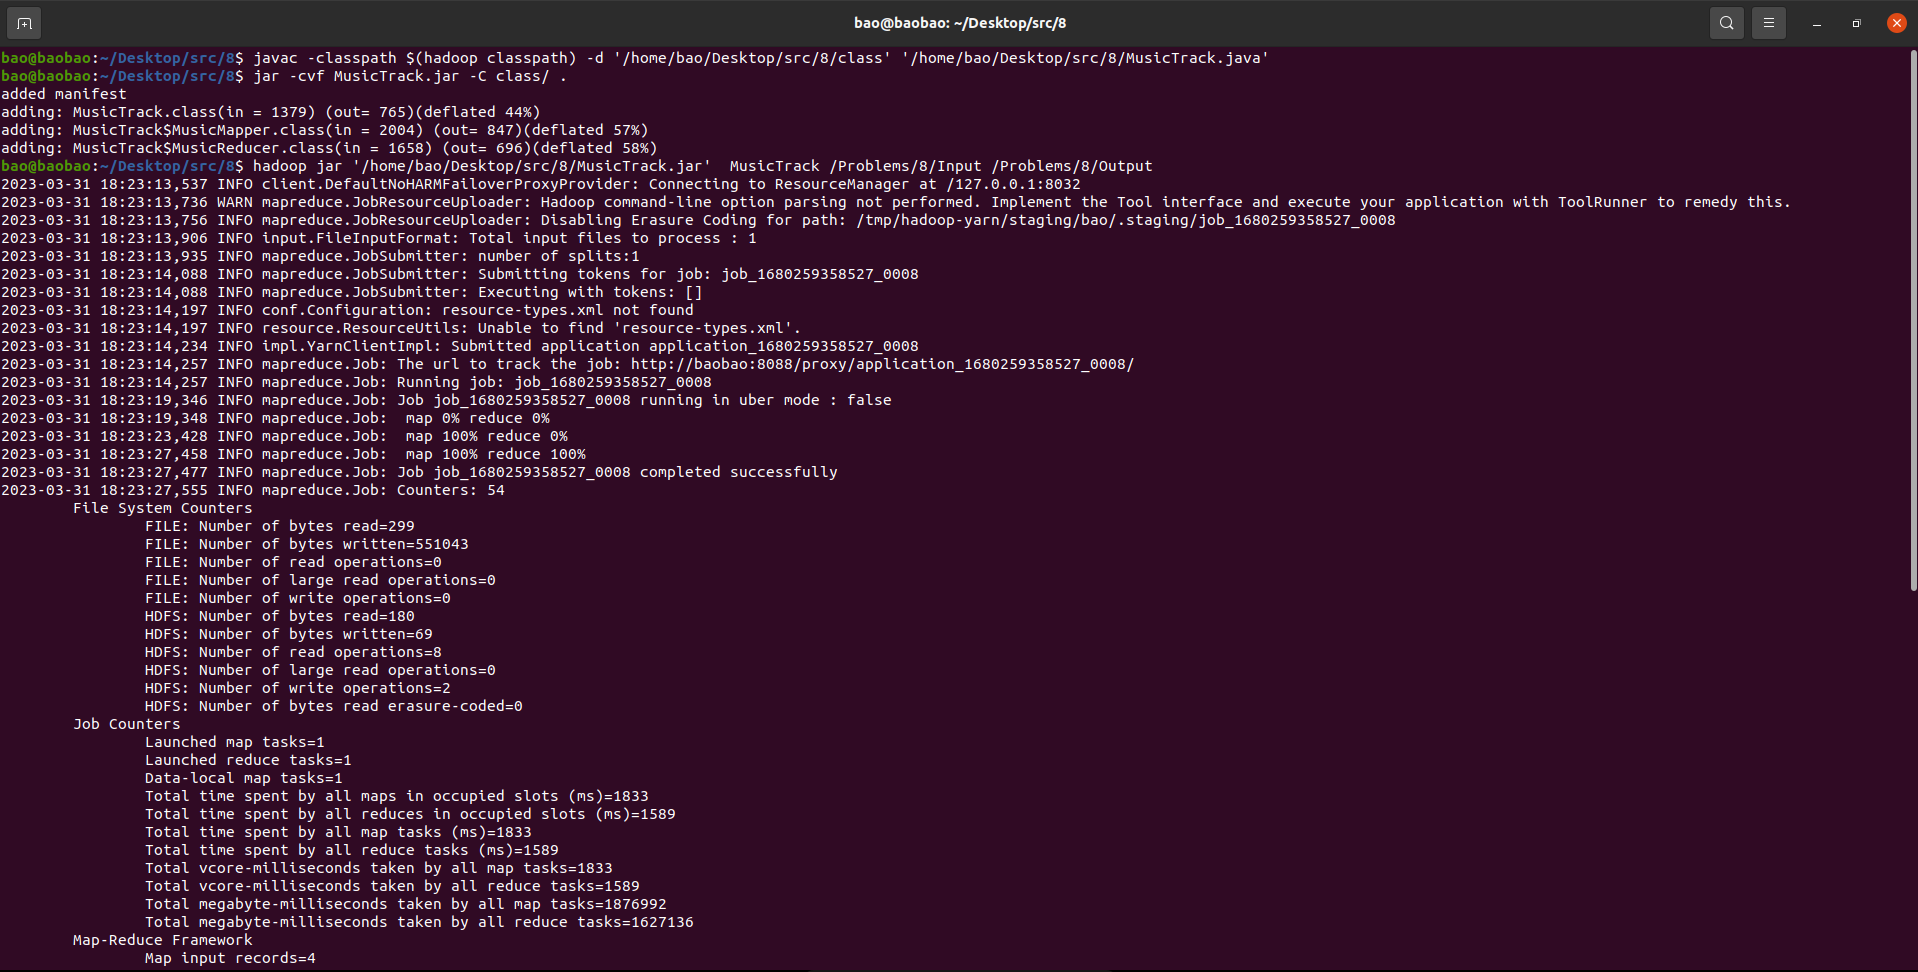 bao@baobao: ~/Desktop/src/8
bao@baobao:~/Desktop/src/8$ javac -classpath $(hadoop classpath) -d '/home/bao/Desktop/src/8/class' '/home/bao/Desktop/src/8/MusicTrack.java'
bao@baobao:~/Desktop/src/8$ jar -cvf MusicTrack.jar -C class/ .
added manifest
adding: MusicTrack.class(in = 1379) (out= 765)(deflated 44%)
adding: MusicTrack$MusicMapper.class(in = 2004) (out= 847)(deflated 57%)
adding: MusicTrack$MusicReducer.class(in = 1658) (out= 696)(deflated 58%)
bao@baobao:~/Desktop/src/8$ hadoop jar '/home/bao/Desktop/src/8/MusicTrack.jar'  MusicTrack /Problems/8/Input /Problems/8/Output
2023-03-31 18:23:13,537 INFO client.DefaultNoHARMFailoverProxyProvider: Connecting to ResourceManager at /127.0.0.1:8032
2023-03-31 18:23:13,736 WARN mapreduce.JobResourceUploader: Hadoop command-line option parsing not performed. Implement the Tool interface and execute your application with ToolRunner to remedy this.
2023-03-31 18:23:13,756 INFO mapreduce.JobResourceUploader: Disabling Erasure Coding for path: /tmp/hadoop-yarn/staging/bao/.staging/job_1680259358527_0008
2023-03-31 18:23:13,906 INFO input.FileInputFormat: Total input files to process : 1
2023-03-31 18:23:13,935 INFO mapreduce.JobSubmitter: number of splits:1
2023-03-31 18:23:14,088 INFO mapreduce.JobSubmitter: Submitting tokens for job: job_1680259358527_0008
2023-03-31 18:23:14,088 INFO mapreduce.JobSubmitter: Executing with tokens: []
2023-03-31 18:23:14,197 INFO conf.Configuration: resource-types.xml not found
2023-03-31 18:23:14,197 INFO resource.ResourceUtils: Unable to find 'resource-types.xml'.
2023-03-31 18:23:14,234 INFO impl.YarnClientImpl: Submitted application application_1680259358527_0008
2023-03-31 18:23:14,257 INFO mapreduce.Job: The url to track the job: http://baobao:8088/proxy/application_1680259358527_0008/
2023-03-31 18:23:14,257 INFO mapreduce.Job: Running job: job_1680259358527_0008
2023-03-31 18:23:19,346 INFO mapreduce.Job: Job job_1680259358527_0008 running in uber mode : false
2023-03-31 18:23:19,348 INFO mapreduce.Job:  map 0% reduce 0%
2023-03-31 18:23:23,428 INFO mapreduce.Job:  map 100% reduce 0%
2023-03-31 18:23:27,458 INFO mapreduce.Job:  map 100% reduce 100%
2023-03-31 18:23:27,477 INFO mapreduce.Job: Job job_1680259358527_0008 completed successfully
2023-03-31 18:23:27,555 INFO mapreduce.Job: Counters: 54
File System Counters
FILE: Number of bytes read=299
FILE: Number of bytes written=551043
FILE: Number of read operations=0
FILE: Number of large read operations=0
FILE: Number of write operations=0
HDFS: Number of bytes read=180
HDFS: Number of bytes written=69
HDFS: Number of read operations=8
HDFS: Number of large read operations=0
HDFS: Number of write operations=2
HDFS: Number of bytes read erasure-coded=0
Job Counters
Launched map tasks=1
Launched reduce tasks=1
Data-local map tasks=1
Total time spent by all maps in occupied slots (ms)=1833
Total time spent by all reduces in occupied slots (ms)=1589
Total time spent by all map tasks (ms)=1833
Total time spent by all reduce tasks (ms)=1589
Total vcore-milliseconds taken by all map tasks=1833
Total vcore-milliseconds taken by all reduce tasks=1589
Total megabyte-milliseconds taken by all map tasks=1876992
Total megabyte-milliseconds taken by all reduce tasks=1627136
Map-Reduce Framework
Map input records=4